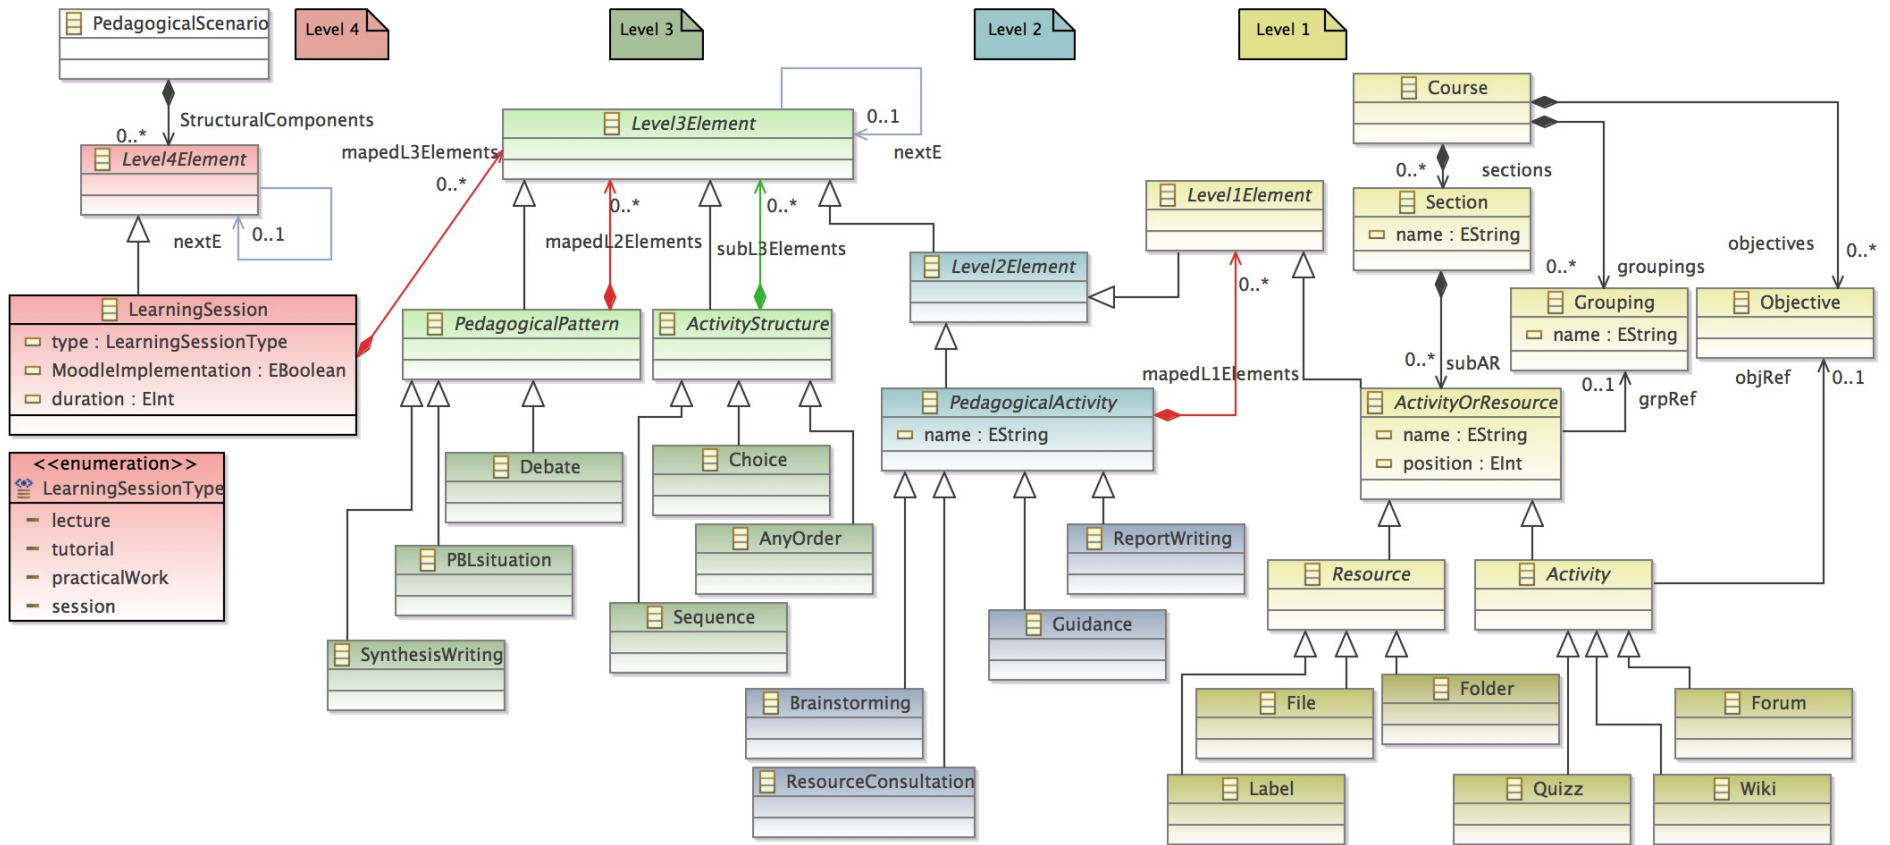 PedagogicalScenario
Level 4
Level 3
Level 2
Level 1
StructuralComponents
0..*
Level4Element
nextE
0..1
LearningSession
type : LearningSessionType
MoodleImplementation : EBoolean
duration : EInt
<<enumeration>>
LearningSessionType
lecture
tutorial
practicalWork
session
mapedL3Elements
0..*
Level3Element
0..1
nextE
0..*
mapedL2Elements
0..*
subL3Elements
PedagogicalPattern
ActivityStructure
Debate
PBLsituation
SynthesisWriting
Choice
AnyOrder
Sequence
Level2Element
Level1Element
0..*
mapedL1Elements
PedagogicalActivity
name : EString
ReportWriting
Guidance
Brainstorming
ResourceConsultation
Course
0..*
sections
Section
name : EString
0..*
groupings
objectives
0..*
Grouping
name : EString
Objective
0..*
subAR
0..1
grpRef
objRef
0..1
ActivityOrResource
name : EString
position : EInt
Resource
Activity
File
Folder
Label
Forum
Quizz
Wiki